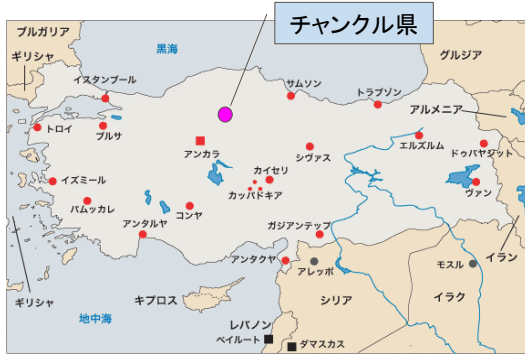 チャンクル県
ブルガリア
黒海
グルジア
ギリシャ
イスタンブール
サムソン
トラブゾン
アルメニア
トロイ
ブルサ
アンカラ
シヴァス
エルズルム
ドゥバヤジット
イズミール
カイセリ
カッパドキア
ヴァン
パムッカレ
コンヤ
アンタルヤ
ガジアンテップ
イラン
アンタクヤ
アレッポ
モスル
ギリシャ
キプロス
シリア
イラク
地中海
レバノン
ベイルート
ダマスカス